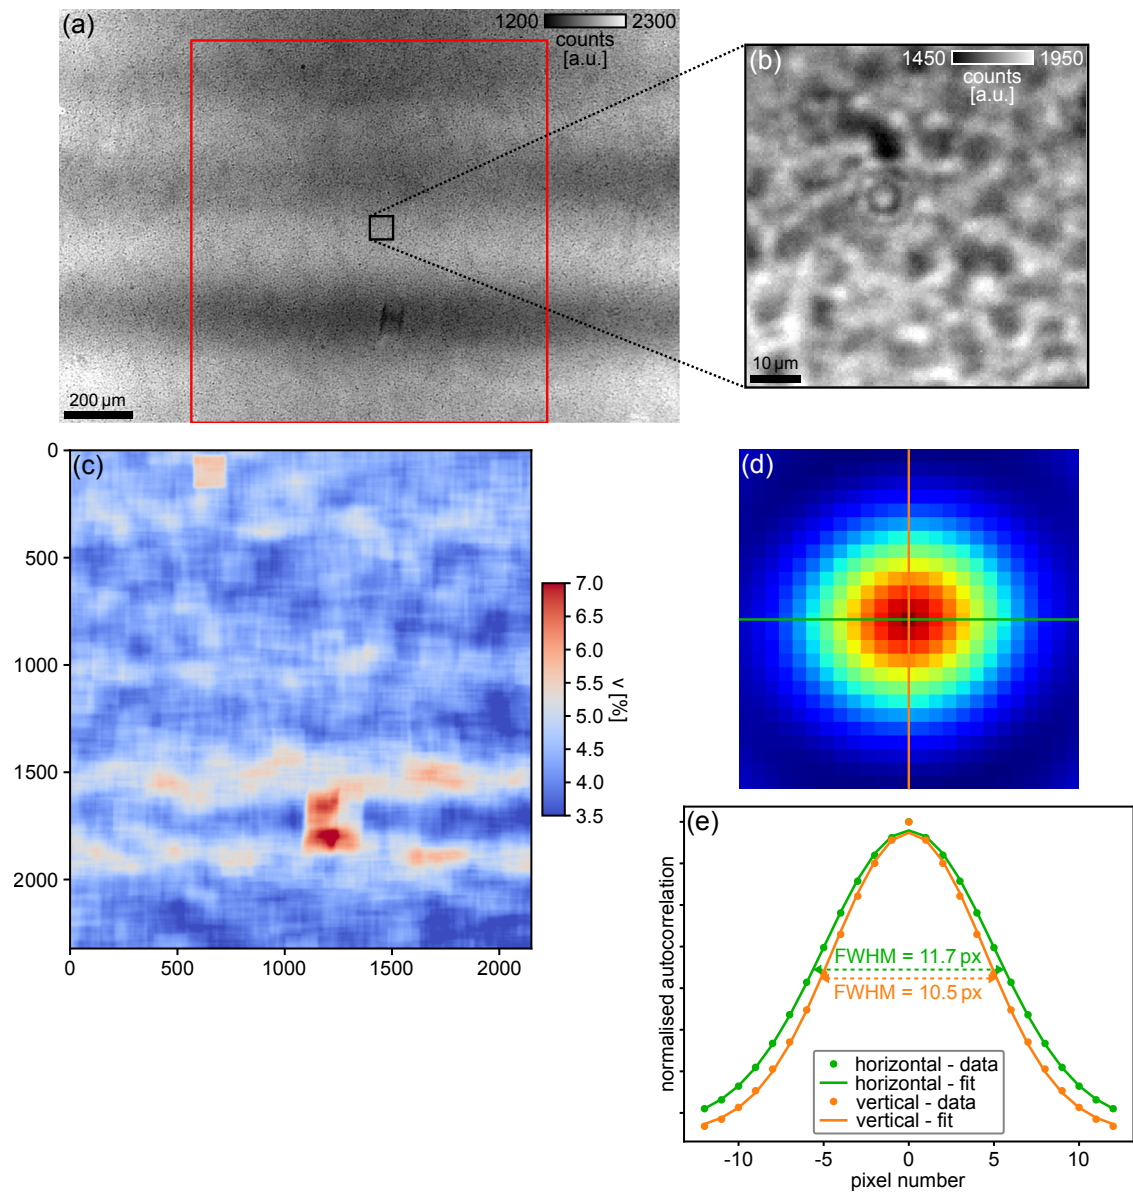 (a)
1200 2300
counts
[a.u.]
200 µm
(b)
1450 1950
counts
[a.u.]
10 µm
(c)
0
500
1000
1500
2000
0 500 1000 1500 2000
7.0
6.5
6.0
5.5
5.0
4.5
4.0
3.5
v [%]
(d)
(e)
normalised autocorrelation
FWHM = 11.7 px
FWHM = 10.5 px
horizontal - data
horizontal - fit
vertical - data
vertical - fit
-10 -5 0 5 10
pixel number